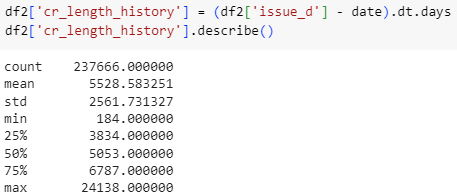 df2['cr_length_history'] = (df2['issue_d'] - date).dt.days
df2['cr_length_history'].describe()
count    237666.000000
mean       5528.583251
std        2561.731327
min         184.000000
25%        3834.000000
50%        5053.000000
75%        6787.000000
max       24138.000000